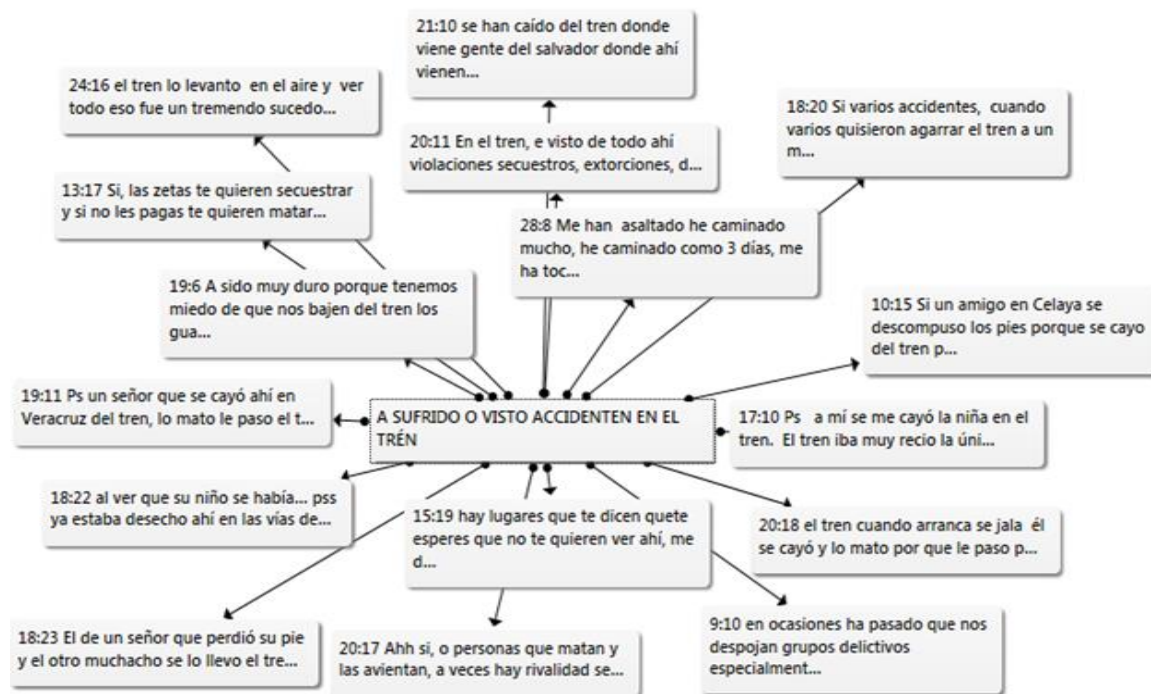 21:10 se han caído del tren donde
viene gente del salvador donde ahí
vienen...
24:16 el tren lo levanto  en el aire y  ver
todo eso fue un tremendo sucedo...
18:20 Si varios accidentes,  cuando
varios quisieron agarrar el tren a un
m...
20:11 En el tren, e visto de todo ahí
violaciones secuestros, extorciones, d...
13:17 Si, las zetas te quieren secuestrar
y si no les pagas te quieren matar...
28:8 Me han  asaltado he caminado
mucho, he caminado como 3 días, me
ha toc...
19:6 A sido muy duro porque tenemos
miedo de que nos bajen del tren los
gua...
10:15 Si un amigo en Celaya se
descompuso los pies porque se cayo
del tren p...
19:11 Ps un señor que se cayó ahí en
Veracruz del tren, lo mato le paso el t...
A SUFRIDO O VISTO ACCIDENTEN EN EL
TRÉN
17:10 Ps   a mí se me cayó la niña en el
tren.  El tren iba muy recio la úni...
18:22 al ver que su niño se había... pss
ya estaba desecho ahí en las vías de...
15:19 hay lugares que te dicen quete
esperes que no te quieren ver ahí, me
d...
20:18 el tren cuando arranca se jala  él
se cayó y lo mato por que le paso p...
18:23 El de un señor que perdió su pie
y el otro muchacho se lo llevo el tre...
20:17 Ahh si, o personas que matan y
las avientan, a veces hay rivalidad se...
9:10 en ocasiones ha pasado que nos
despojan grupos delictivos
especialment...